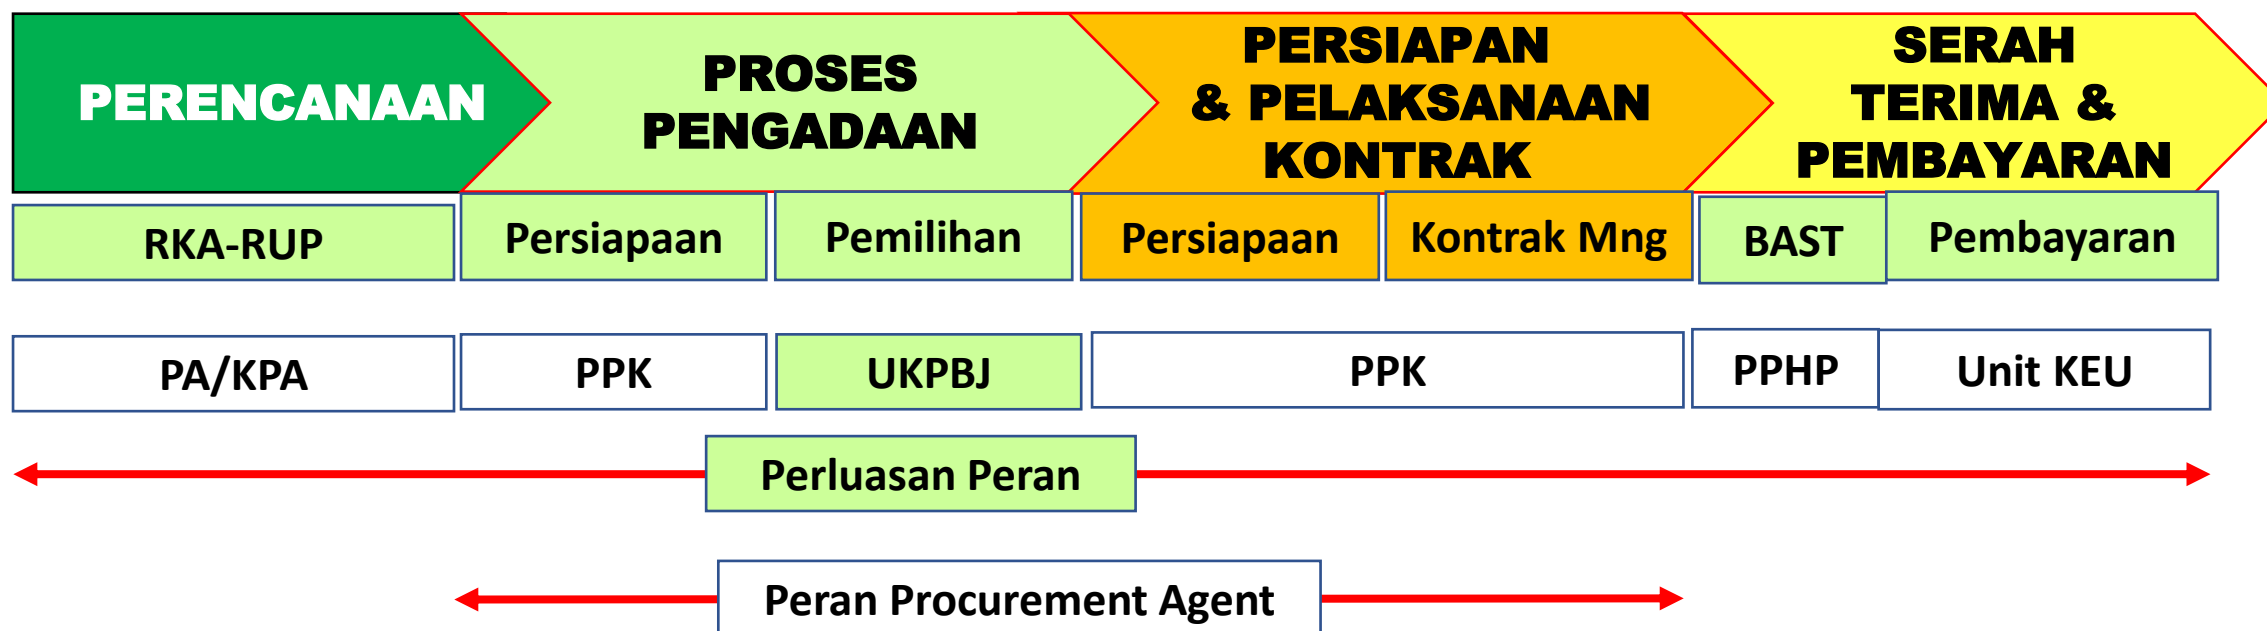 PERENCANAAN
PROSES
PENGADAAN
PERSIAPAN
& PELAKSANAAN
KONTRAK
SERAH
TERIMA &
PEMBAYARAN
RKA-RUP
Persiapaan
Pemilihan
Persiapaan
Kontrak Mng
BAST
Pembayaran
PA/KPA
PPK
UKPBJ
PPK
PPHP
Unit KEU
Perluasan Peran
Peran Procurement Agent